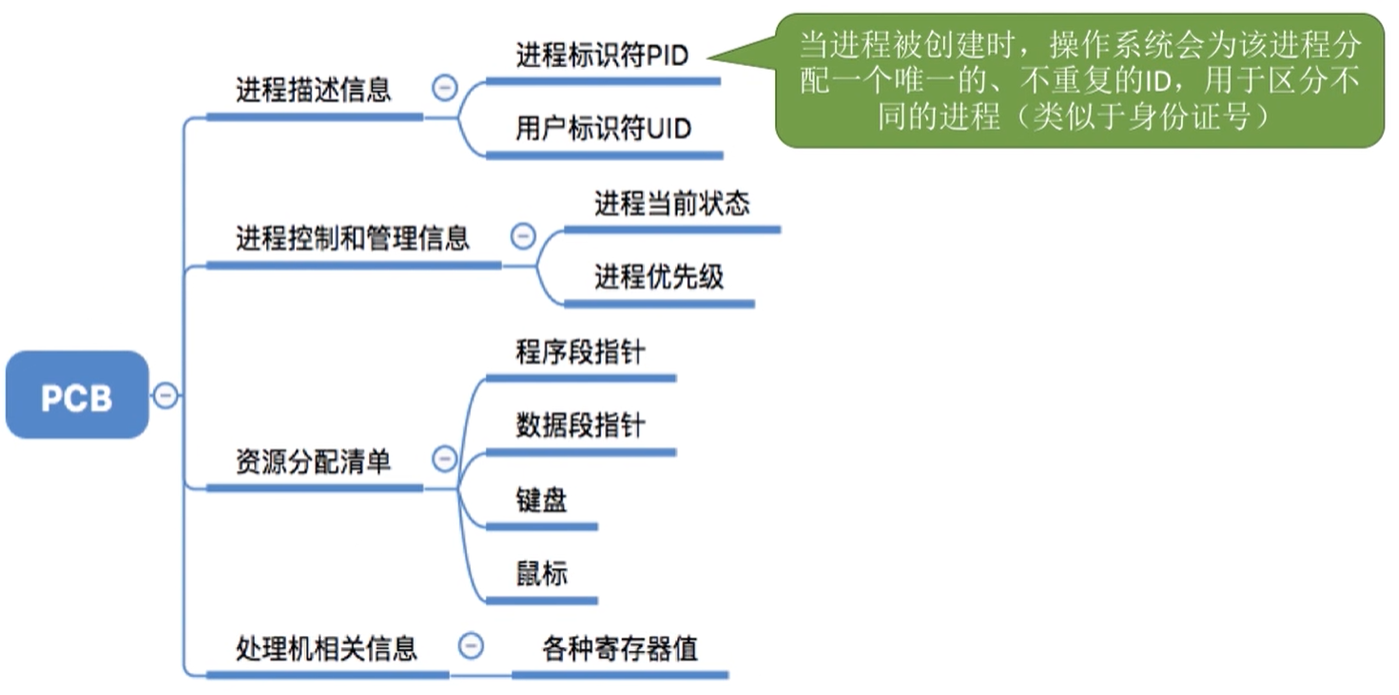 进程标识符PID
当进程被创建时，操作系统会为该进程分
配一个唯一的、不重复的ID，用于区分不
同的进程（类似于身份证号）
进程描述信息
用户标识符UID
进程当前状态
进程控制和管理信息
进程优先级
程序段指针
PCB
数据段指针
资源分配清单
键盘
鼠标
处理机相关信息
各种寄存器值